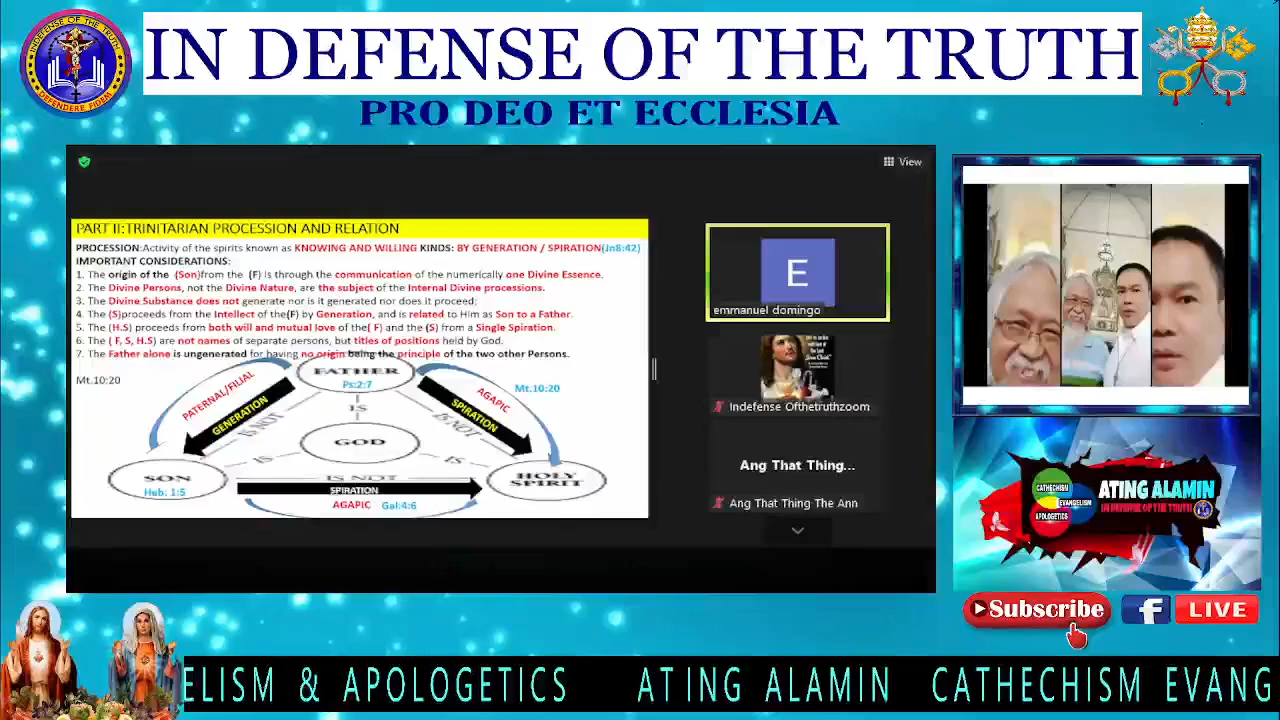 INDEFENSE OF THE TRUTH
DEFENDERE FIDEM
IN DEFENSE OF THE TRUTH
PRO DEO ET ECCLESIA
View
PART II:TRINITARIAN PROCESSION AND RELATION
PROCESSION:Activity of the spirits known as KNOWING AND WILLING KINDS: BY GENERATION / SPIRATION(Jn8:42)
IMPORTANT CONSIDERATIONS:
1. The origin of the (Son)from the (F) is through the communication of the numerically one Divine Essence.
2. The Divine Persons, not the Divine Nature, are the subject of the Internal Divine processions.
3. The Divine Substance does not generate nor is it generated nor does it proceed;
4. The (S)proceeds from the Intellect of the(F) by Generation, and is related to Him as Son to a Father.
5. The (H.S) proceeds from both will and mutual love of the( F) and the (S) from a Single Spiration.
6. The ( F, S, H.S) are not names of separate persons, but titles of positions held by God.
7. The Father alone is ungenerated for having no origin being the principle of the two other Persons.
Mt.10:20
FATHER
Ps:2:7
PATERNAL/FILIAL
GENERATION
IS NOT
IS
AGAPIC
SPIRATION
IS NOT
Mt.10:20
GOD
IS
IS
SON
Heb: 1:5
IS NOT
SPIRATION
AGAPIC Gal:4:6
HOLY
SPIRIT
E
emmanuel domingo
Indefense Ofthetruthzoom
Ang That Thing...
Ang That Thing The Ann
CATHECHISM
EVANGELISM
APOLOGETICS
ATING ALAMIN
IN DEFENSE OF THE TRUTH
Subscribe
f
LIVE
ELISM & APOLOGETICS ATING ALAMIN CATHECHISM EVANG